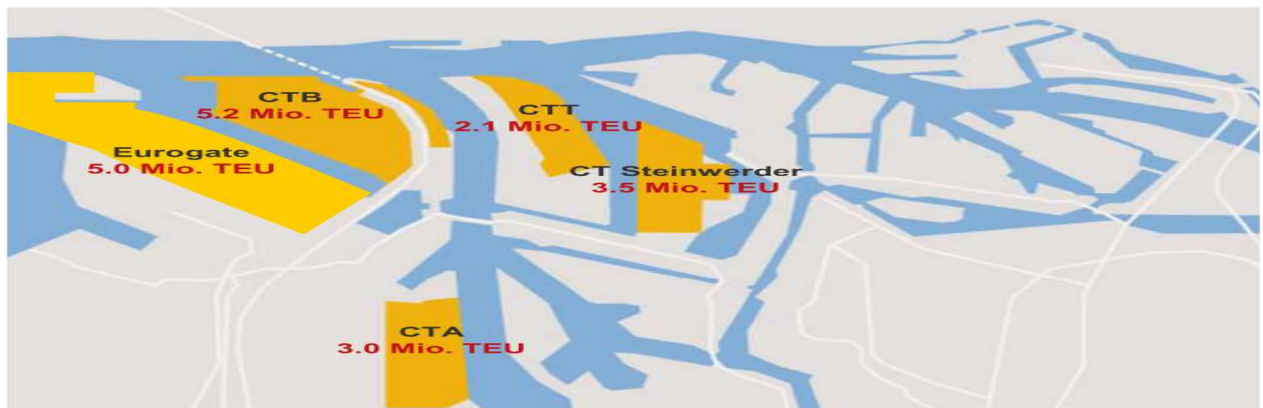 CTB
5.2 Mio. TEU
CTT
2.1 Mio. TEU
Eurogate
5.0 Mio. TEU
CT Steinwerder
3.5 Mio. TEU
CTA
3.0 Mio. TEU